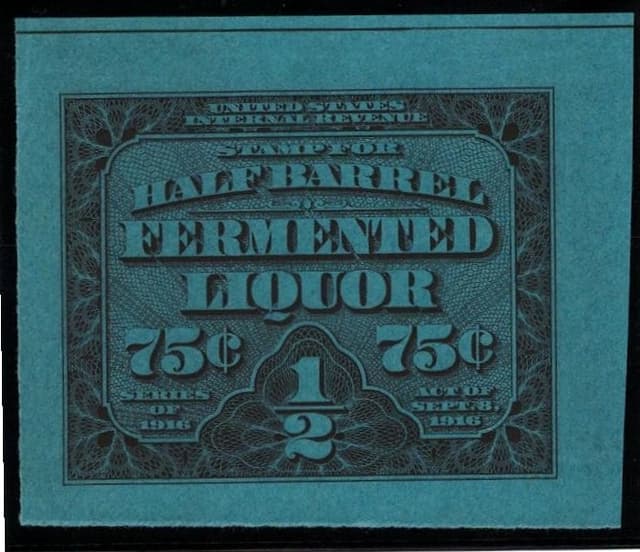 UNITED STATES
INTERNAL REVENUE
STAMP FOR
HALF BARREL
OF
FERMENTED
LIQUOR
75¢ 75¢
1/2
SERIES
OF
1916
ACT OF
SEPT. 8,
1916